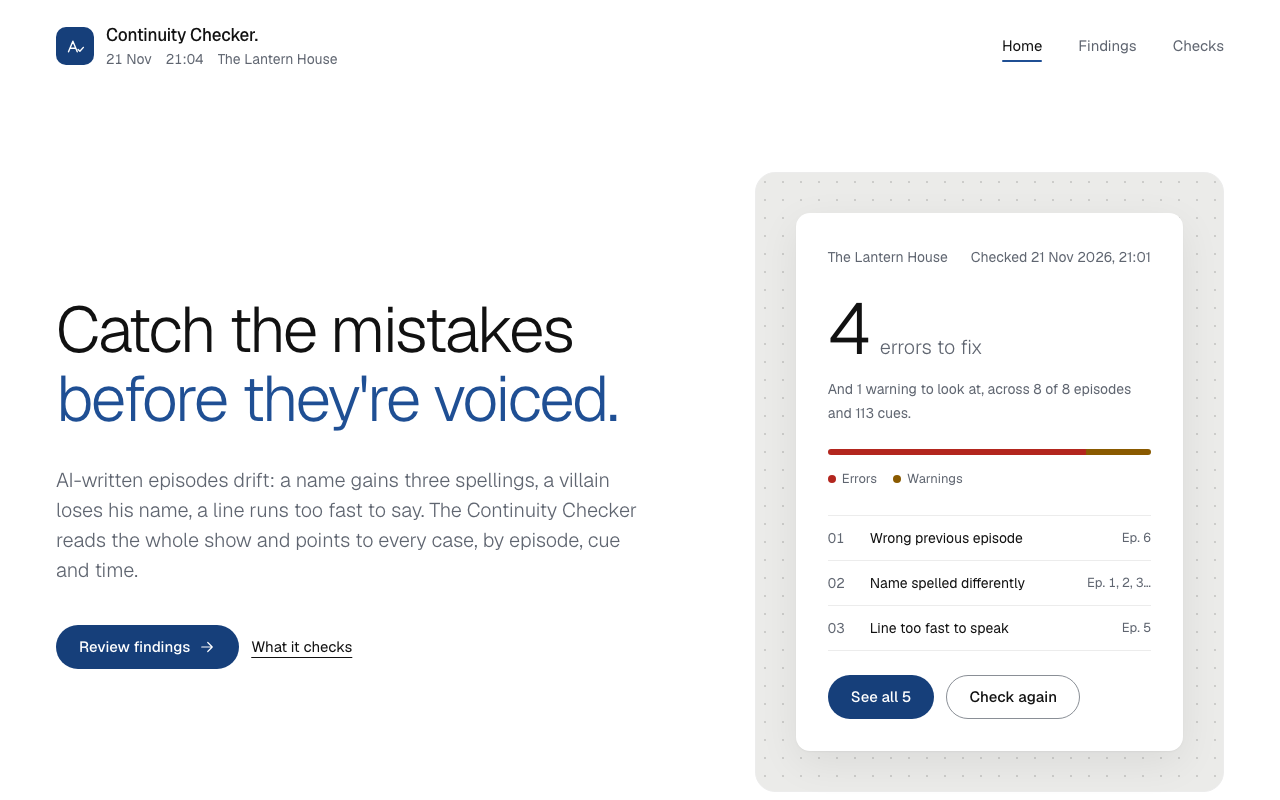 Continuity Checker.
21 Nov 21:04 The Lantern House
Home Findings Checks
Catch the mistakes
before they're voiced.
AI-written episodes drift: a name gains three spellings, a villain
loses his name, a line runs too fast to say. The Continuity Checker
reads the whole show and points to every case, by episode, cue
and time.
Review findings →
What it checks
The Lantern House Checked 21 Nov 2026, 21:01
4 errors to fix
And 1 warning to look at, across 8 of 8 episodes
and 113 cues.
Errors Warnings
01 Wrong previous episode Ep. 6
02 Name spelled differently Ep. 1, 2, 3…
03 Line too fast to speak Ep. 5
See all 5
Check again